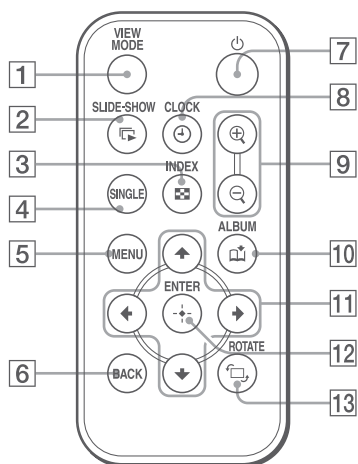 VIEW
MODE
1
7
8
SLIDE-SHOW CLOCK
2
3
INDEX
9
4
SINGLE
ALBUM
5
MENU
10
ENTER
11
12
6
BACK
ROTATE
13